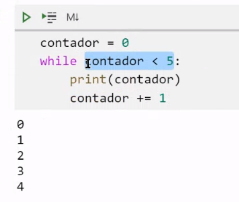 M↓
contador = 0
while contador < 5:
    print(contador)
    contador += 1
0
1
2
3
4